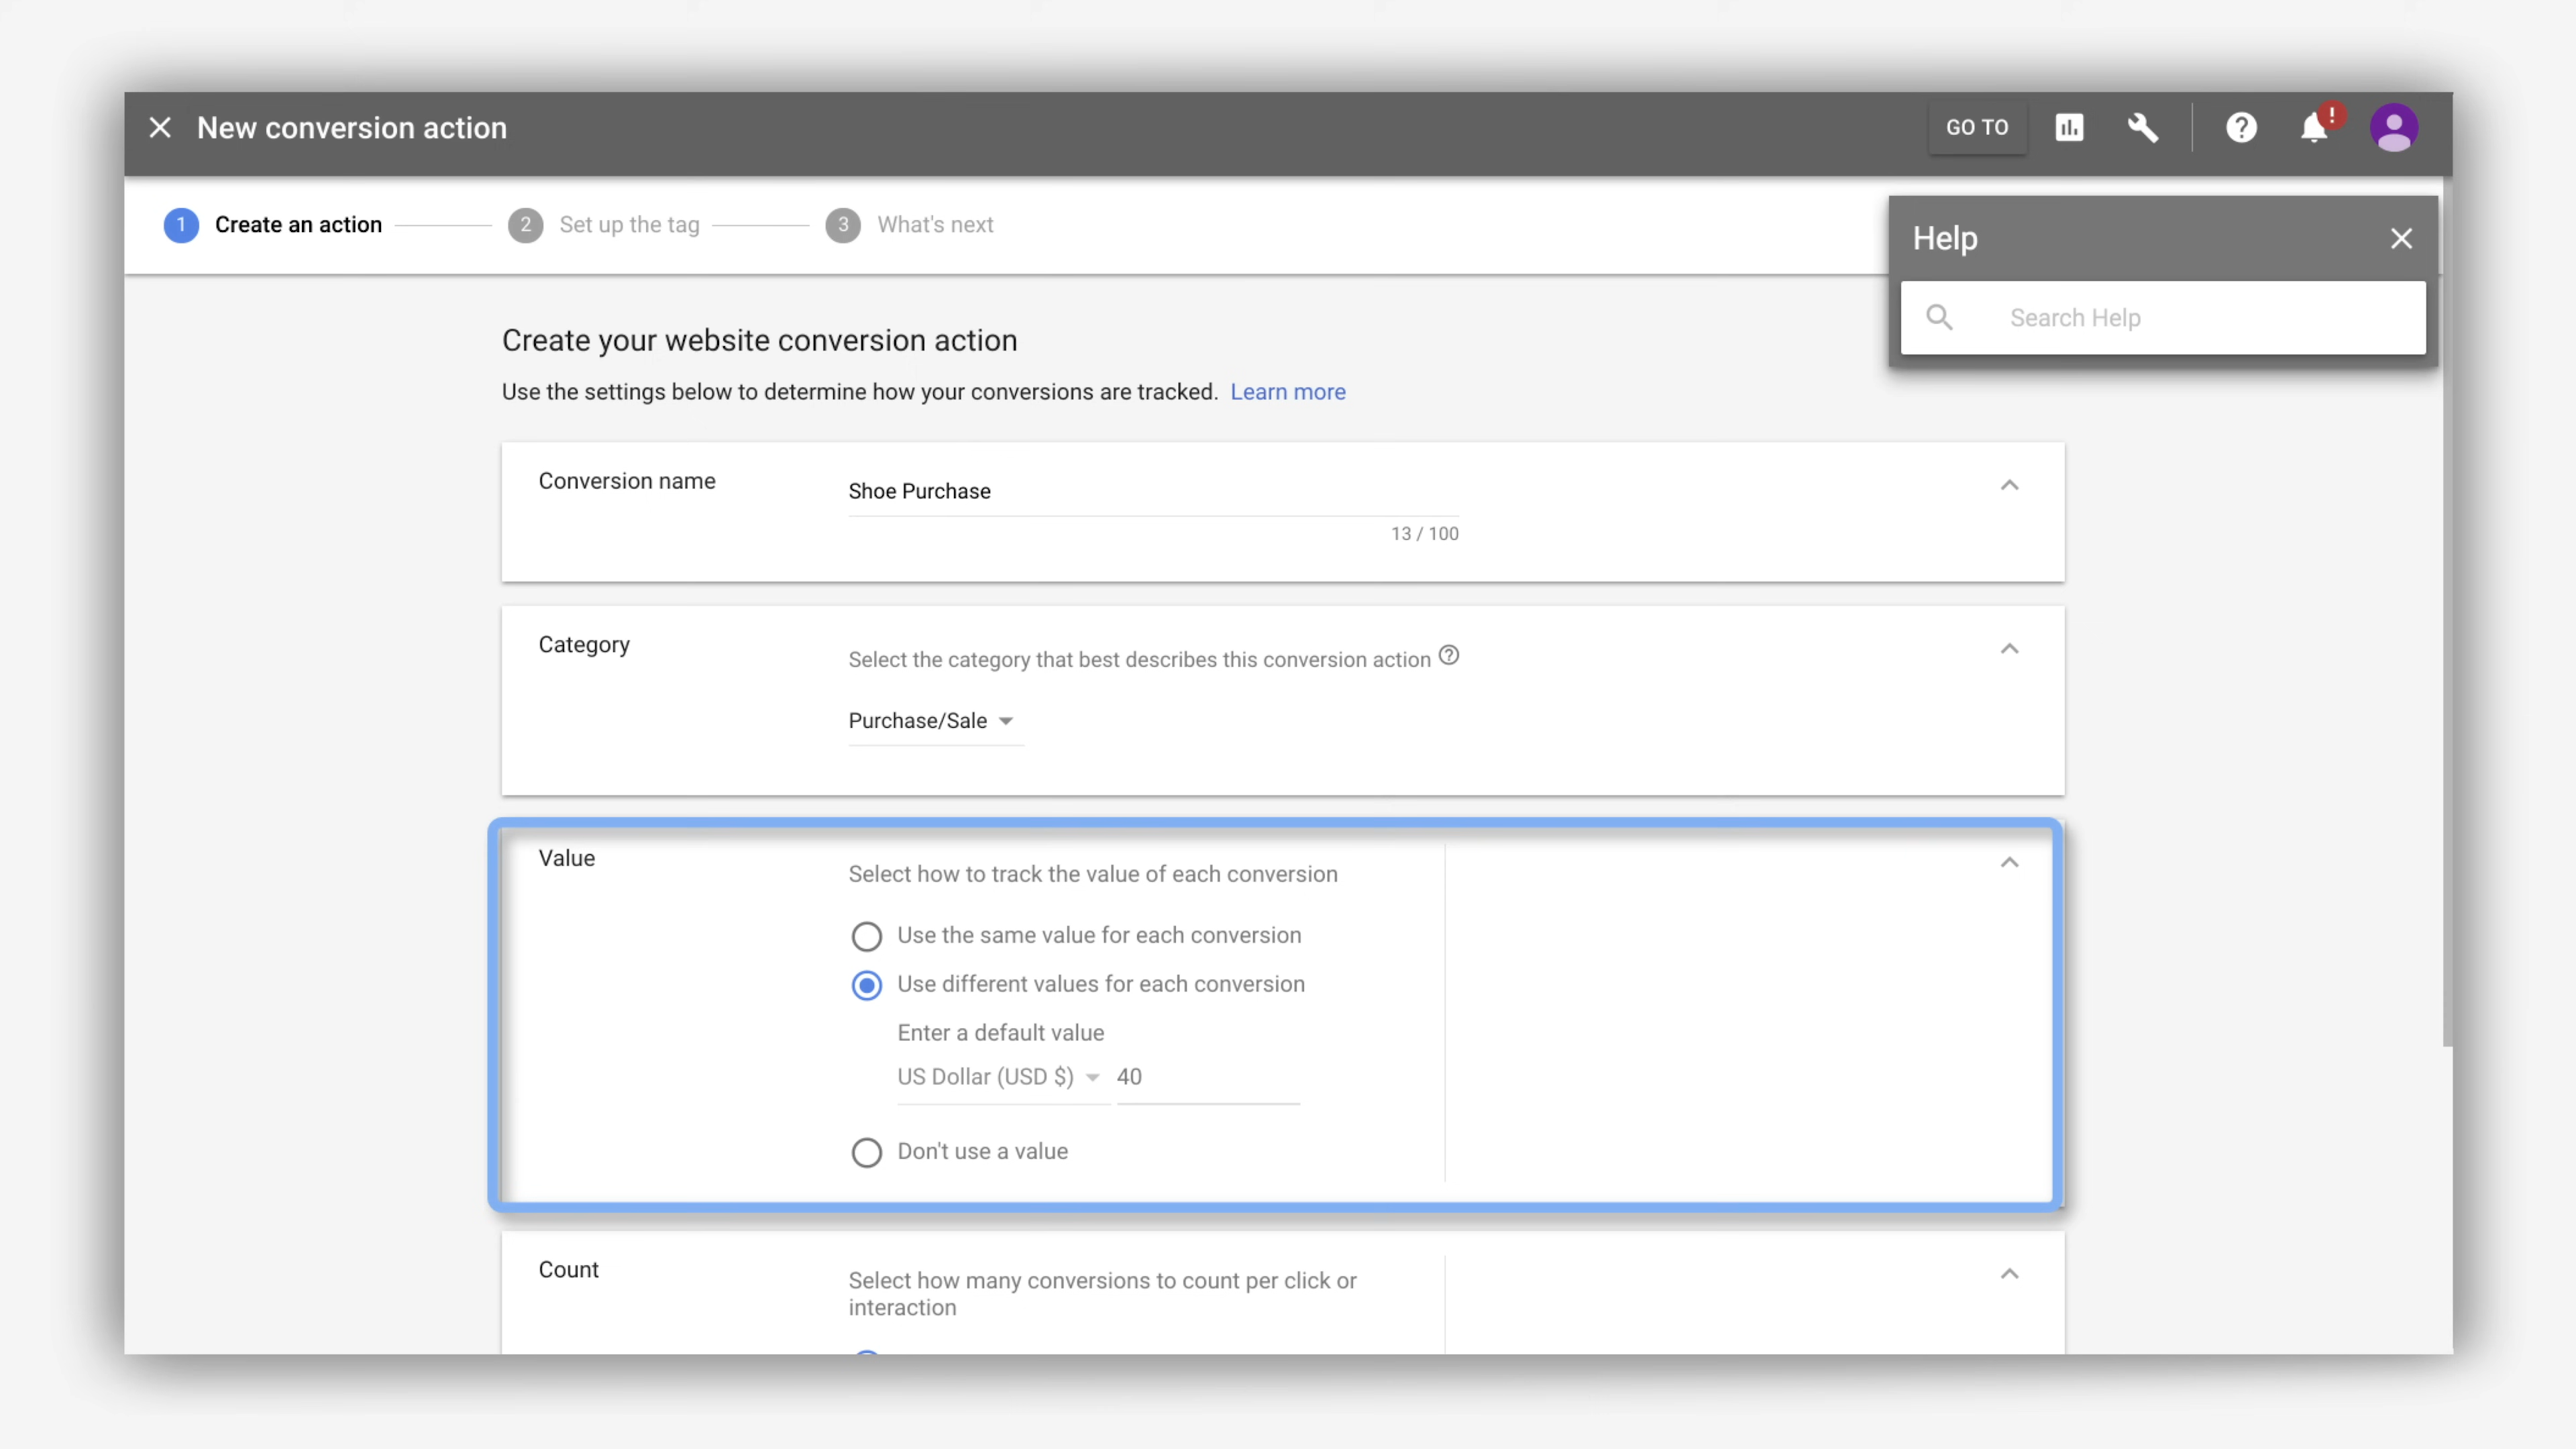 New conversion action
GO TO
!
1 Create an action
2 Set up the tag
3 What's next
Help
Search Help
Create your website conversion action
Use the settings below to determine how your conversions are tracked. Learn more
Conversion name
Shoe Purchase
13 / 100
Category
Select the category that best describes this conversion action
Purchase/Sale
Value
Select how to track the value of each conversion
Use the same value for each conversion
Use different values for each conversion
Enter a default value
US Dollar (USD $) 40
Don't use a value
Count
Select how many conversions to count per click or
interaction